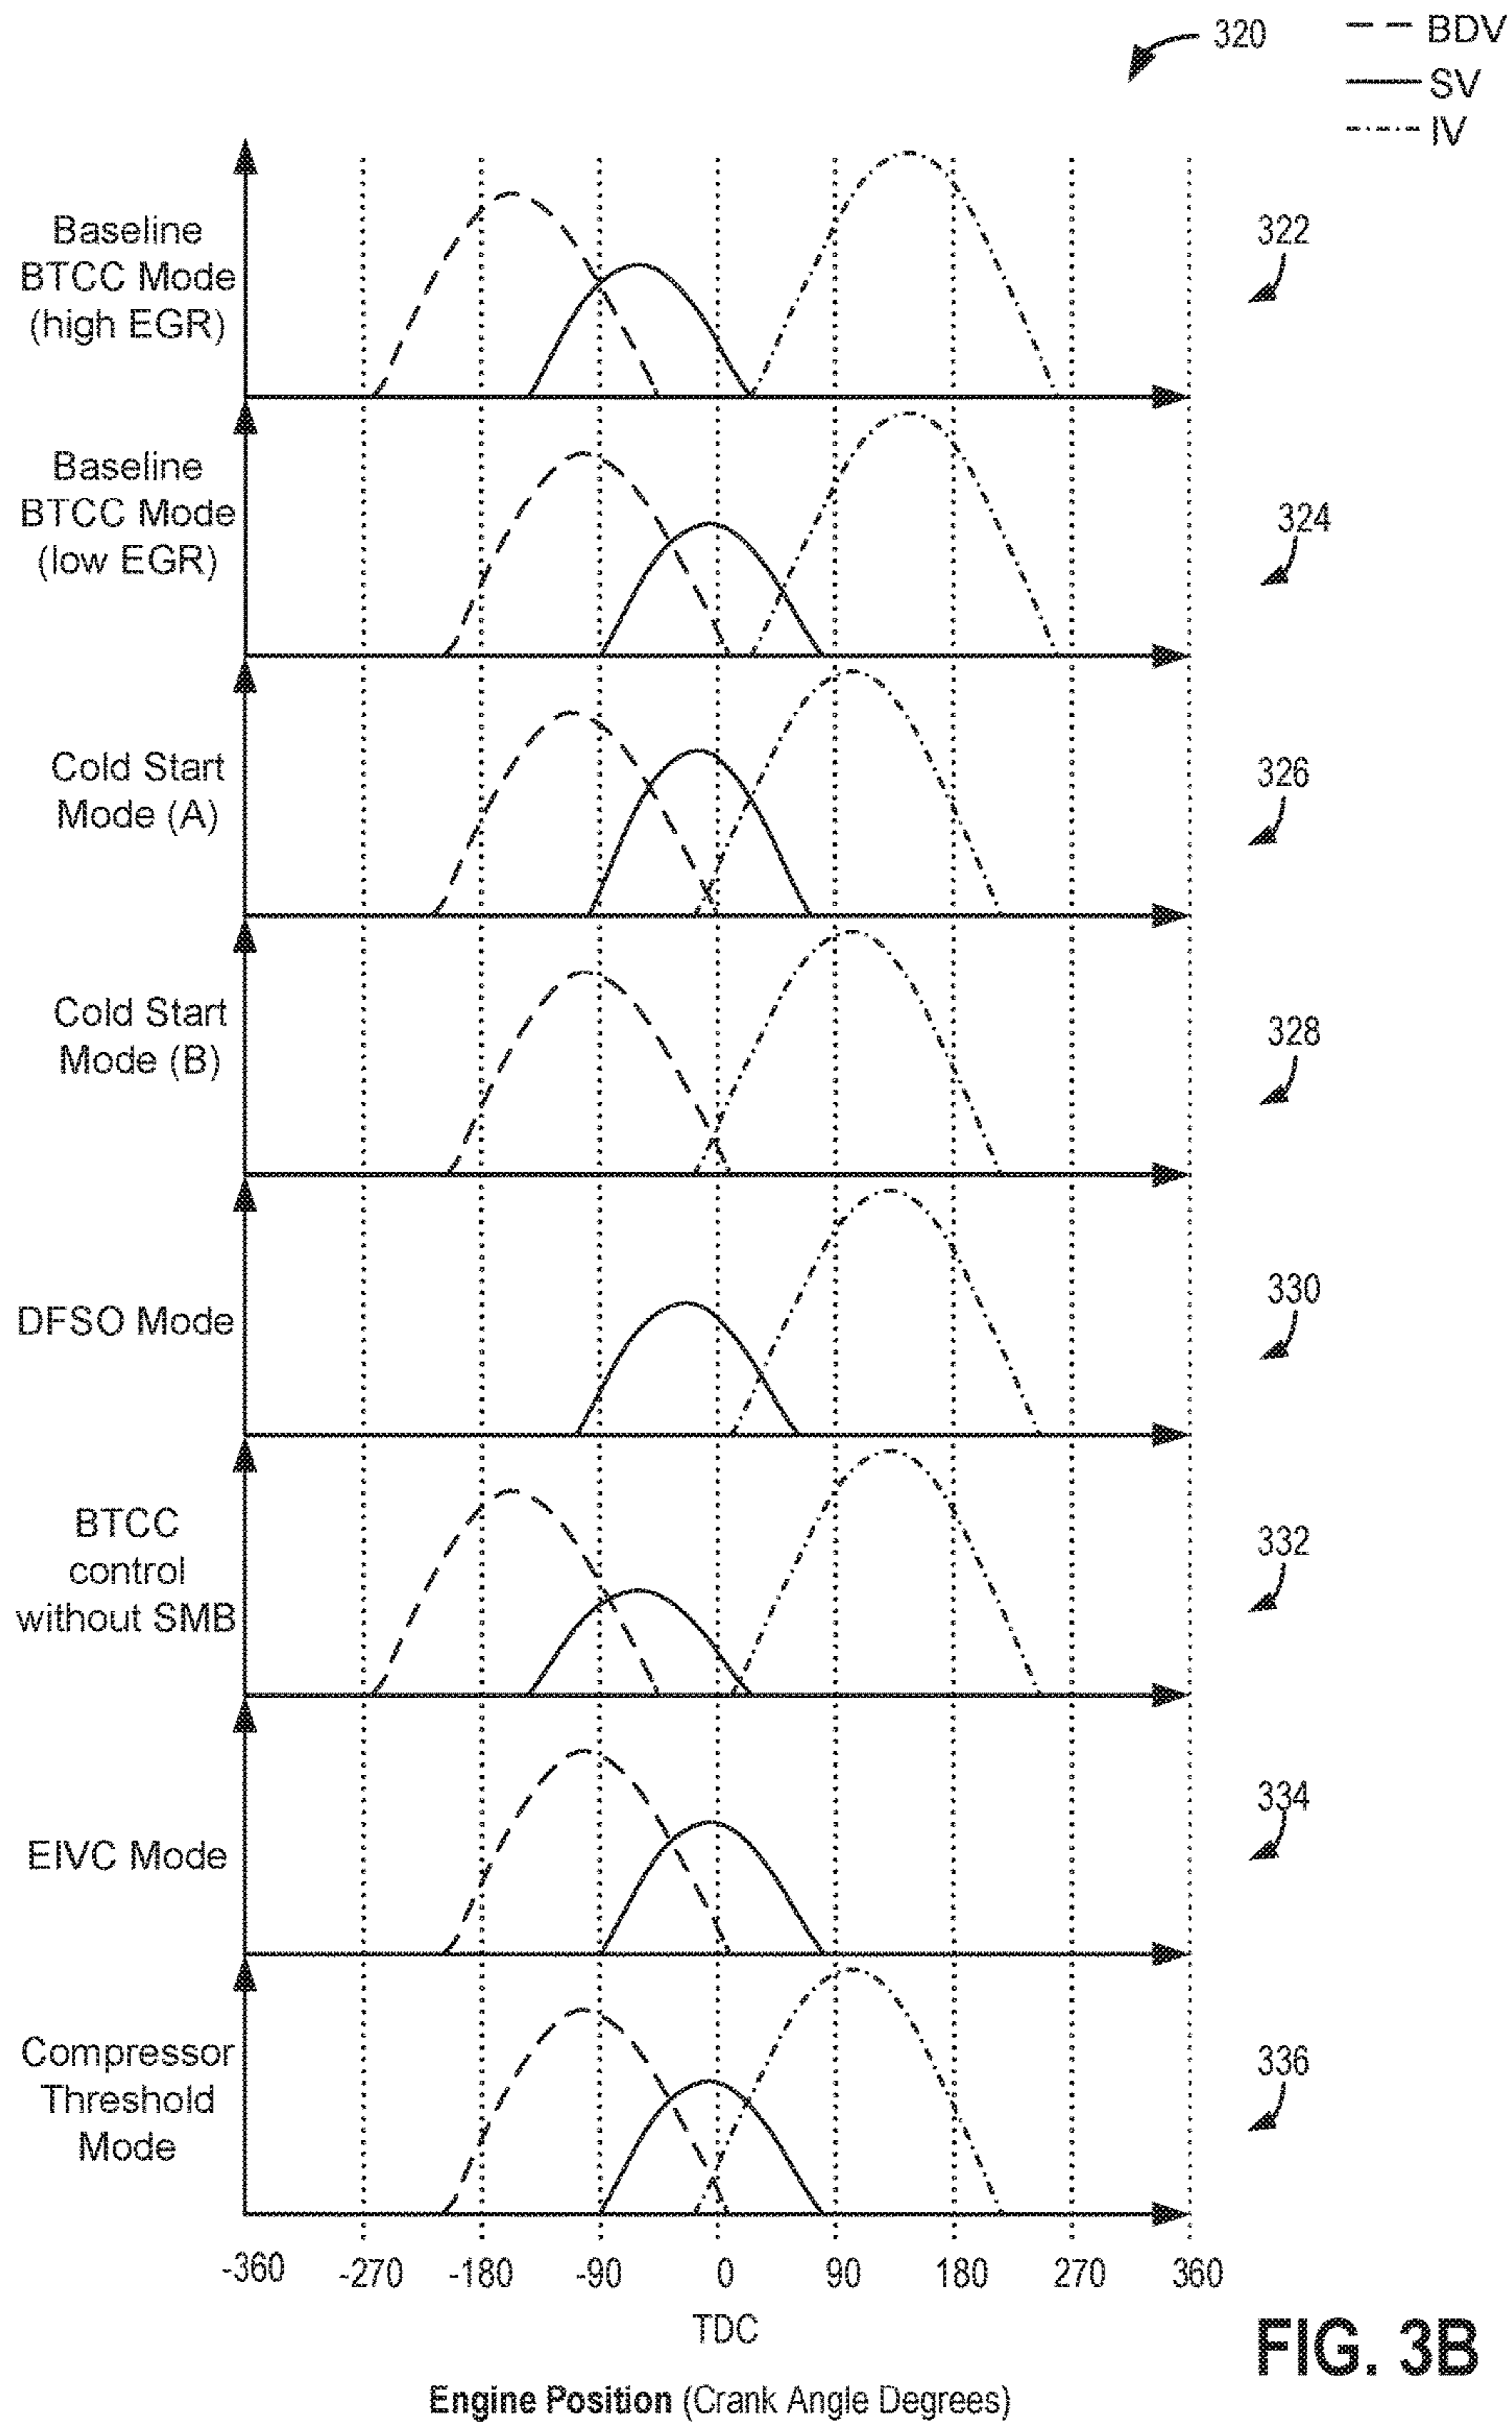 320
BDV
SV
IV
Baseline
BTCC Mode
(high EGR)
322
Baseline
BTCC Mode
(low EGR)
324
Cold Start
Mode (A)
326
Cold Start
Mode (B)
328
DFSO Mode
330
BTCC
control
without SMB
332
EIVC Mode
334
Compressor
Threshold
Mode
336
-360 -270 -180 -90 0 90 180 270 360
TDC
Engine Position (Crank Angle Degrees)
FIG. 3B